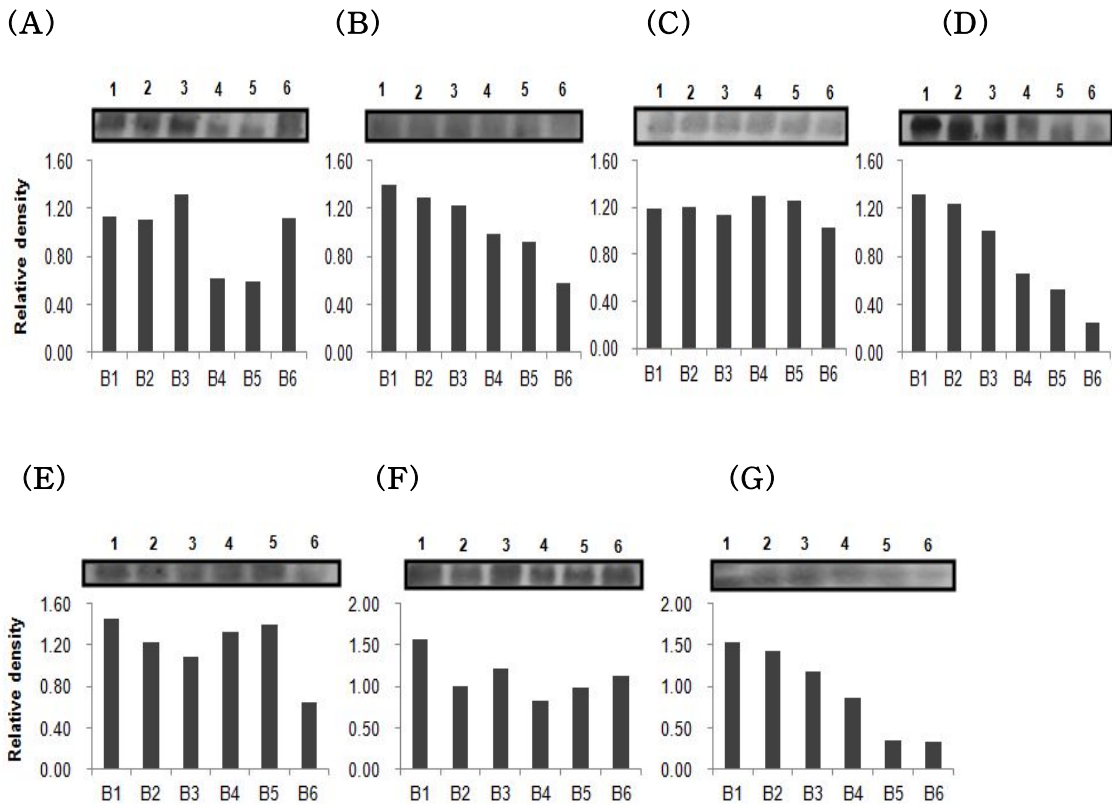 (A) (B) (C) (D)
1 2 3 4 5 6 1 2 3 4 5 6 1 2 3 4 5 6 1 2 3 4 5 6
1.60 1.60 1.60 1.60
1.20 1.20 1.20 1.20
0.80 0.80 0.80 0.80
0.40 0.40 0.40 0.40
0.00 0.00 0.00 0.00
Relative density
B1 B2 B3 B4 B5 B6 B1 B2 B3 B4 B5 B6 B1 B2 B3 B4 B5 B6 B1 B2 B3 B4 B5 B6
(E) (F) (G)
1 2 3 4 5 6 1 2 3 4 5 6 1 2 3 4 5 6
1.60 2.00 2.00
1.20 1.50 1.50
0.80 1.00 1.00
0.40 0.50 0.50
0.00 0.00 0.00
Relative density
B1 B2 B3 B4 B5 B6 B1 B2 B3 B4 B5 B6 B1 B2 B3 B4 B5 B6